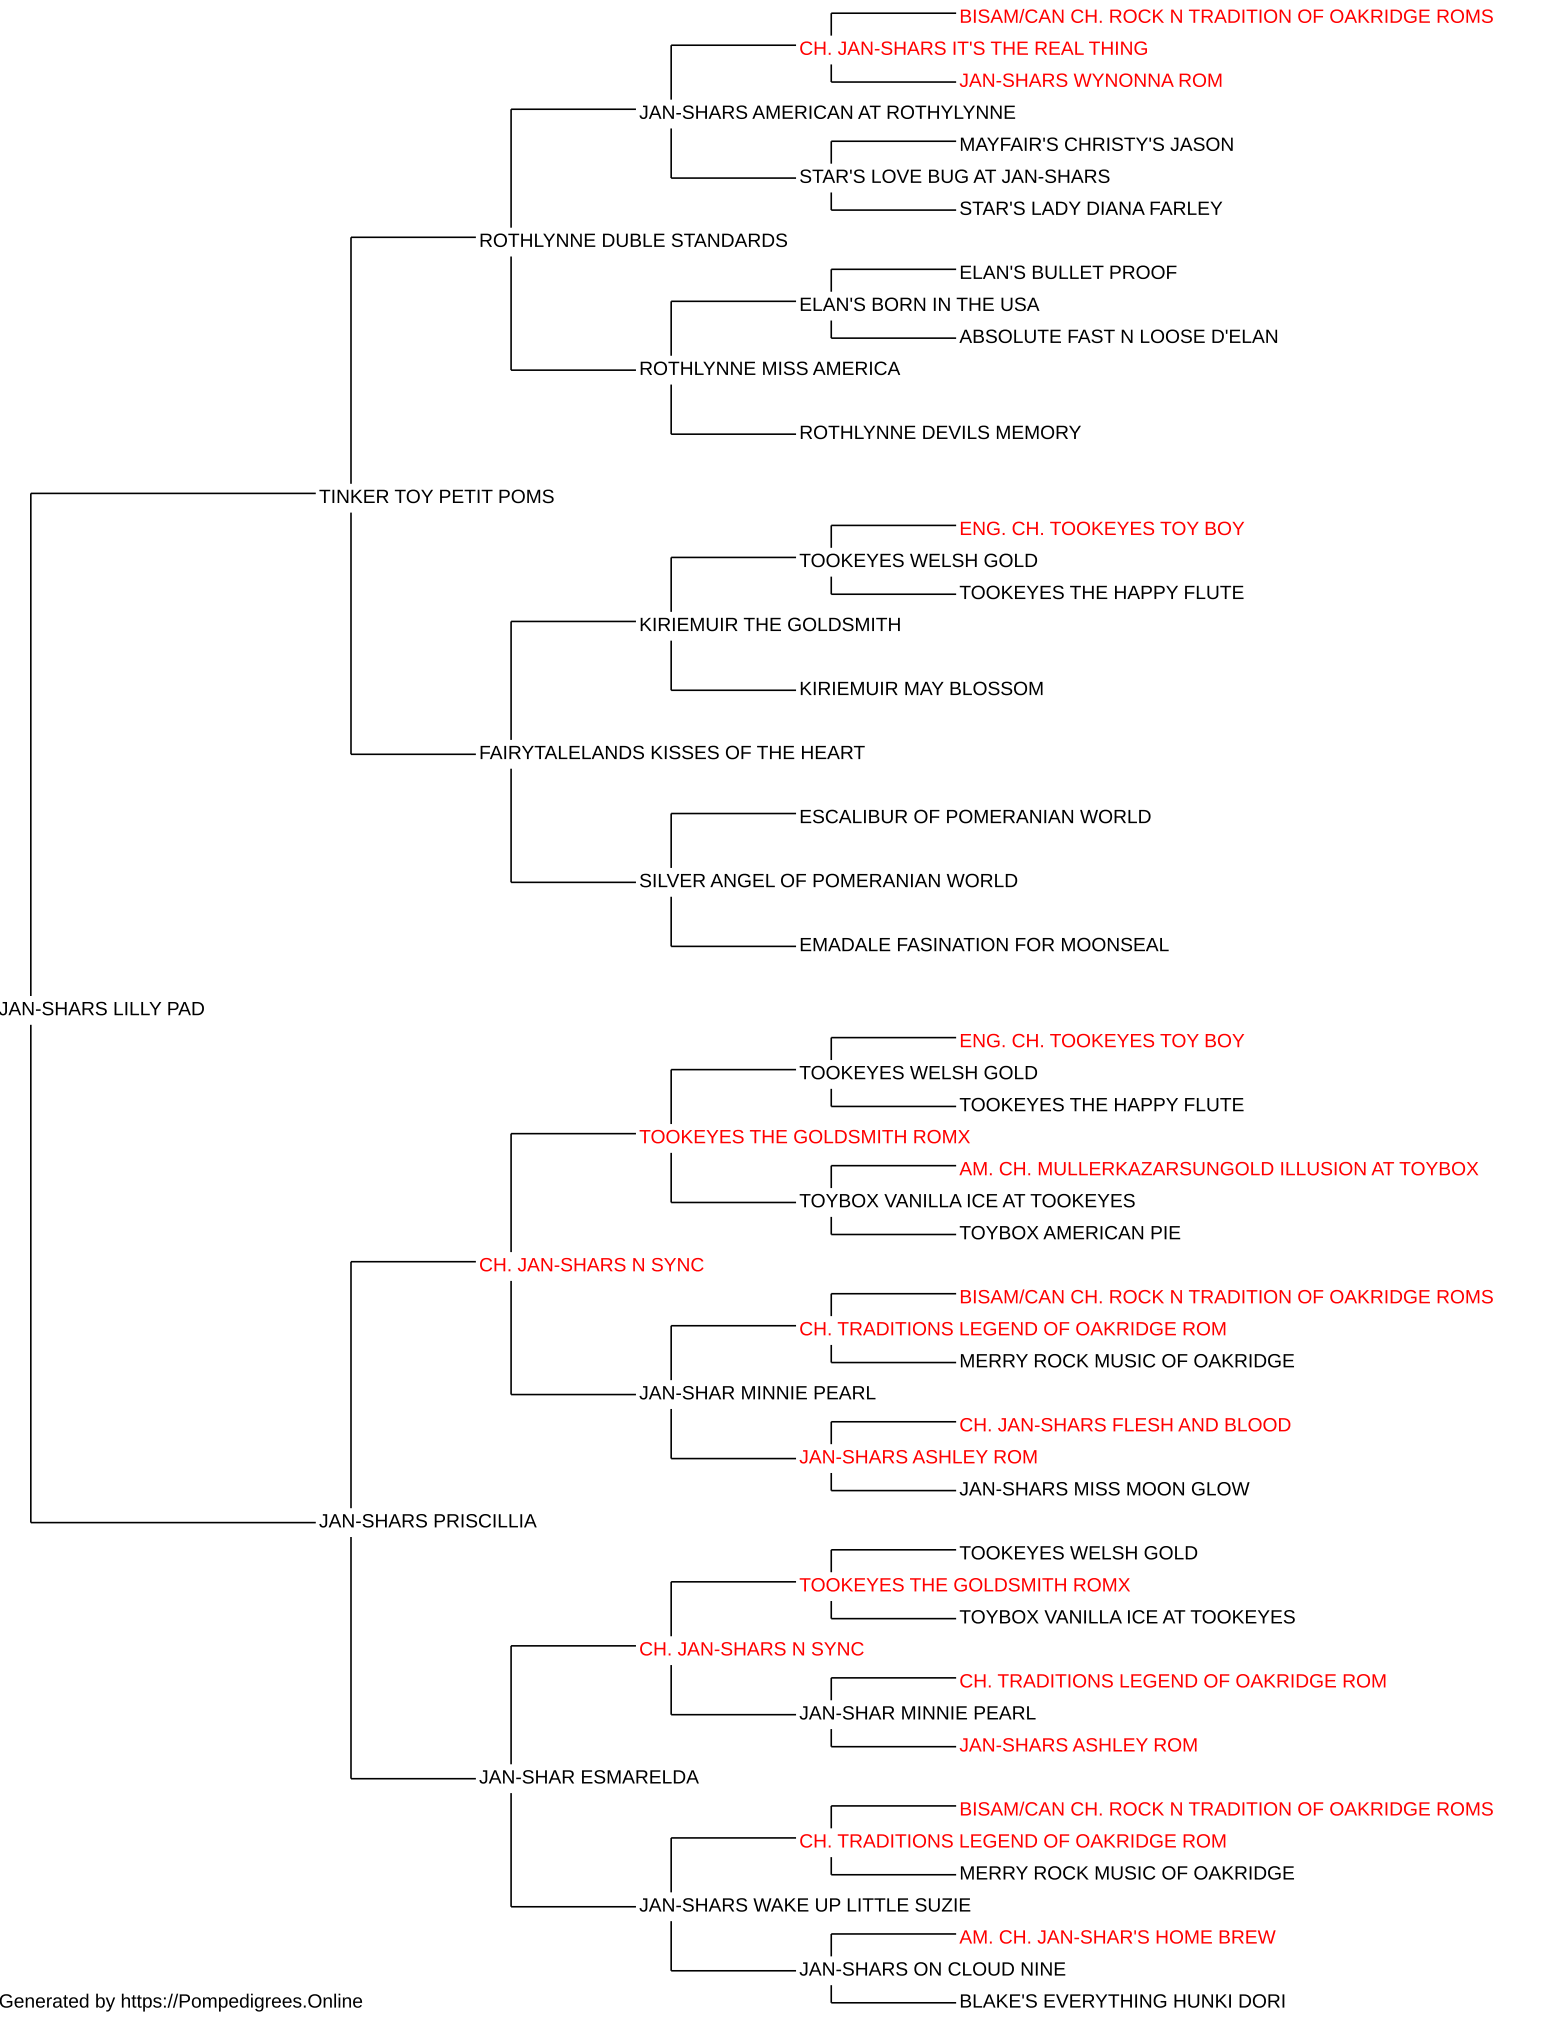 BISAM/CAN CH. ROCK N TRADITION OF OAKRIDGE ROMS
CH. JAN-SHARS IT'S THE REAL THING
JAN-SHARS WYNONNA ROM
JAN-SHARS AMERICAN AT ROTHYLYNNE
MAYFAIR'S CHRISTY'S JASON
STAR'S LOVE BUG AT JAN-SHARS
STAR'S LADY DIANA FARLEY
ROTHLYNNE DUBLE STANDARDS
ELAN'S BULLET PROOF
ELAN'S BORN IN THE USA
ABSOLUTE FAST N LOOSE D'ELAN
ROTHLYNNE MISS AMERICA
ROTHLYNNE DEVILS MEMORY
TINKER TOY PETIT POMS
ENG. CH. TOOKEYES TOY BOY
TOOKEYES WELSH GOLD
TOOKEYES THE HAPPY FLUTE
KIRIEMUIR THE GOLDSMITH
KIRIEMUIR MAY BLOSSOM
FAIRYTALELANDS KISSES OF THE HEART
ESCALIBUR OF POMERANIAN WORLD
SILVER ANGEL OF POMERANIAN WORLD
EMADALE FASINATION FOR MOONSEAL
JAN-SHARS LILLY PAD
ENG. CH. TOOKEYES TOY BOY
TOOKEYES WELSH GOLD
TOOKEYES THE HAPPY FLUTE
TOOKEYES THE GOLDSMITH ROMX
AM. CH. MULLERKAZARSUNGOLD ILLUSION AT TOYBOX
TOYBOX VANILLA ICE AT TOOKEYES
TOYBOX AMERICAN PIE
CH. JAN-SHARS N SYNC
BISAM/CAN CH. ROCK N TRADITION OF OAKRIDGE ROMS
CH. TRADITIONS LEGEND OF OAKRIDGE ROM
MERRY ROCK MUSIC OF OAKRIDGE
JAN-SHAR MINNIE PEARL
CH. JAN-SHARS FLESH AND BLOOD
JAN-SHARS ASHLEY ROM
JAN-SHARS MISS MOON GLOW
JAN-SHARS PRISCILLIA
TOOKEYES WELSH GOLD
TOOKEYES THE GOLDSMITH ROMX
TOYBOX VANILLA ICE AT TOOKEYES
CH. JAN-SHARS N SYNC
CH. TRADITIONS LEGEND OF OAKRIDGE ROM
JAN-SHAR MINNIE PEARL
JAN-SHARS ASHLEY ROM
JAN-SHAR ESMARELDA
BISAM/CAN CH. ROCK N TRADITION OF OAKRIDGE ROMS
CH. TRADITIONS LEGEND OF OAKRIDGE ROM
MERRY ROCK MUSIC OF OAKRIDGE
JAN-SHARS WAKE UP LITTLE SUZIE
AM. CH. JAN-SHAR'S HOME BREW
JAN-SHARS ON CLOUD NINE
BLAKE'S EVERYTHING HUNKI DORI
Generated by https://Pompedigrees.Online